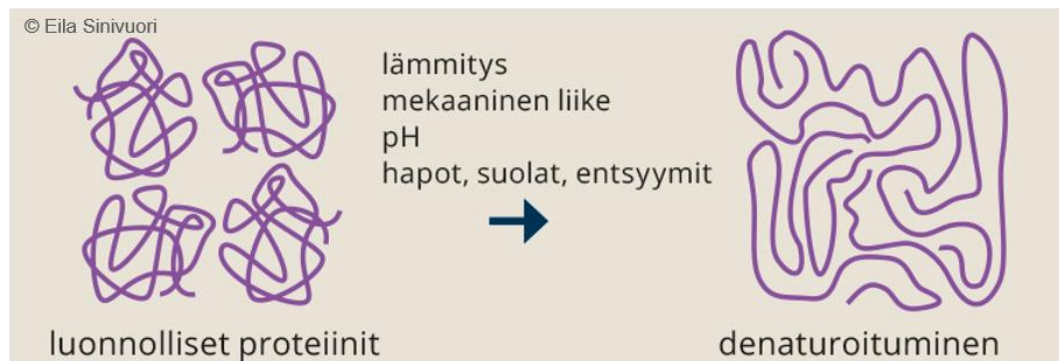 © Eila Sinivuori
lämmitys
mekaaninen liike
pH
hapot, suolat, entsyymit
luonnolliset proteiinit
denaturoituminen